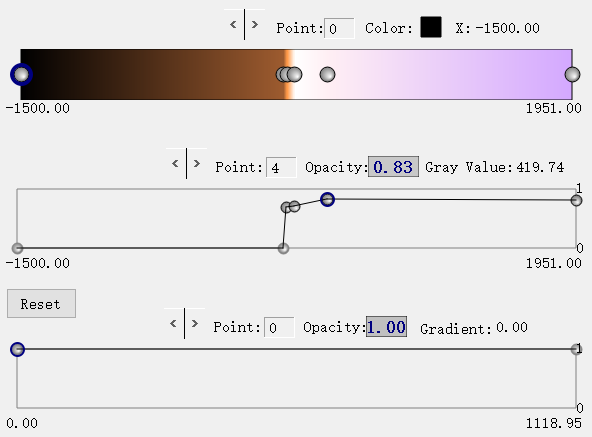 < > Point: 0 Color: X: -1500.00
-1500.00 1951.00
< > Point: 4 Opacity: 0.83 Gray Value: 419.74
1
0
-1500.00 1951.00
Reset
< > Point: 0 Opacity: 1.00 Gradient: 0.00
1
0
0.00 1118.95